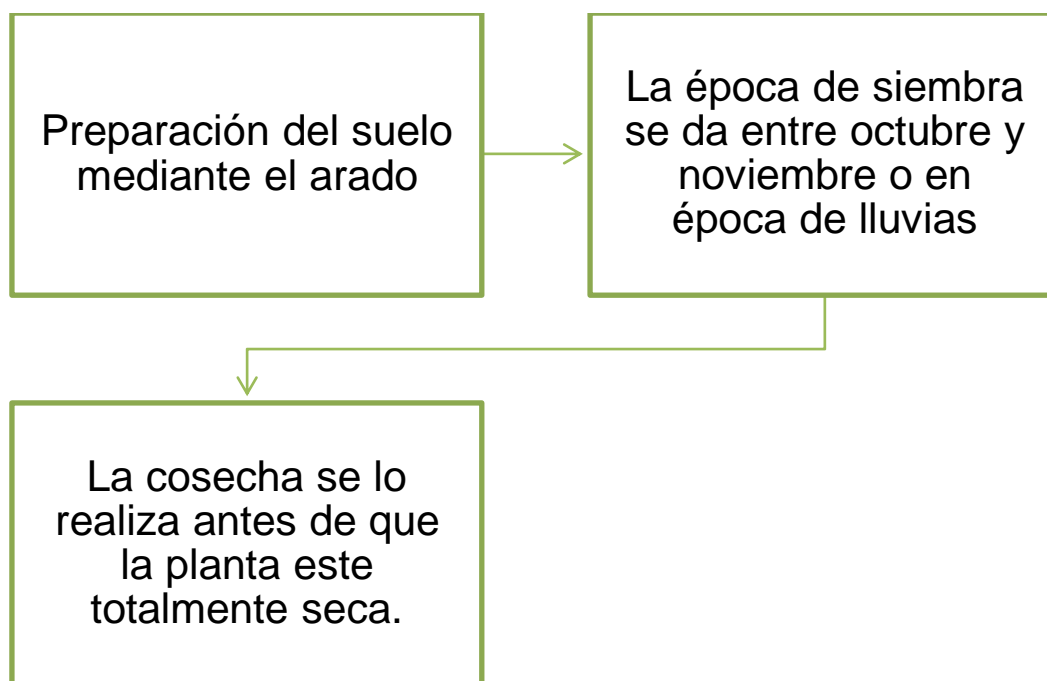 Preparación del suelo
mediante el arado
La época de siembra
se da entre octubre y
noviembre o en
época de lluvias
La cosecha se lo
realiza antes de que
la planta este
totalmente seca.